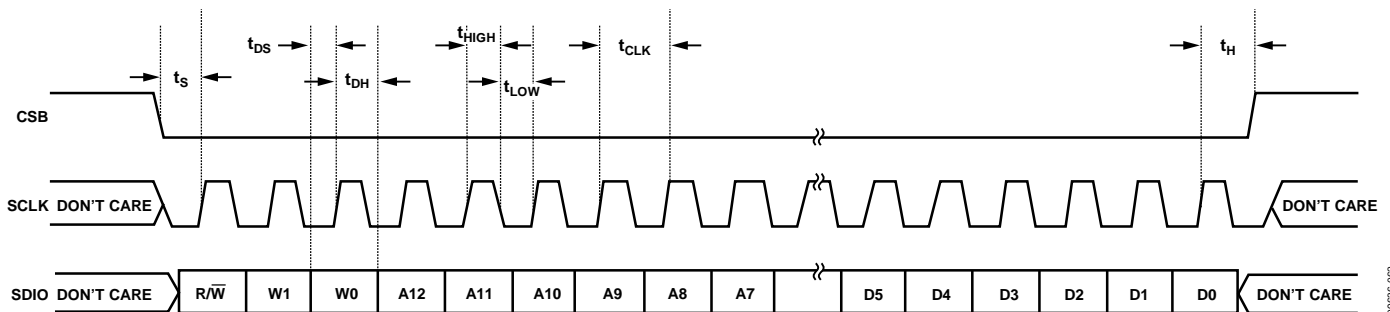 tDS tHIGH tCLK tH
tS tDH tLOW
CSB
SCLK DON'T CARE DON'T CARE
SDIO DON'T CARE R/W̅ W1 W0 A12 A11 A10 A9 A8 A7 D5 D4 D3 D2 D1 D0 DON'T CARE